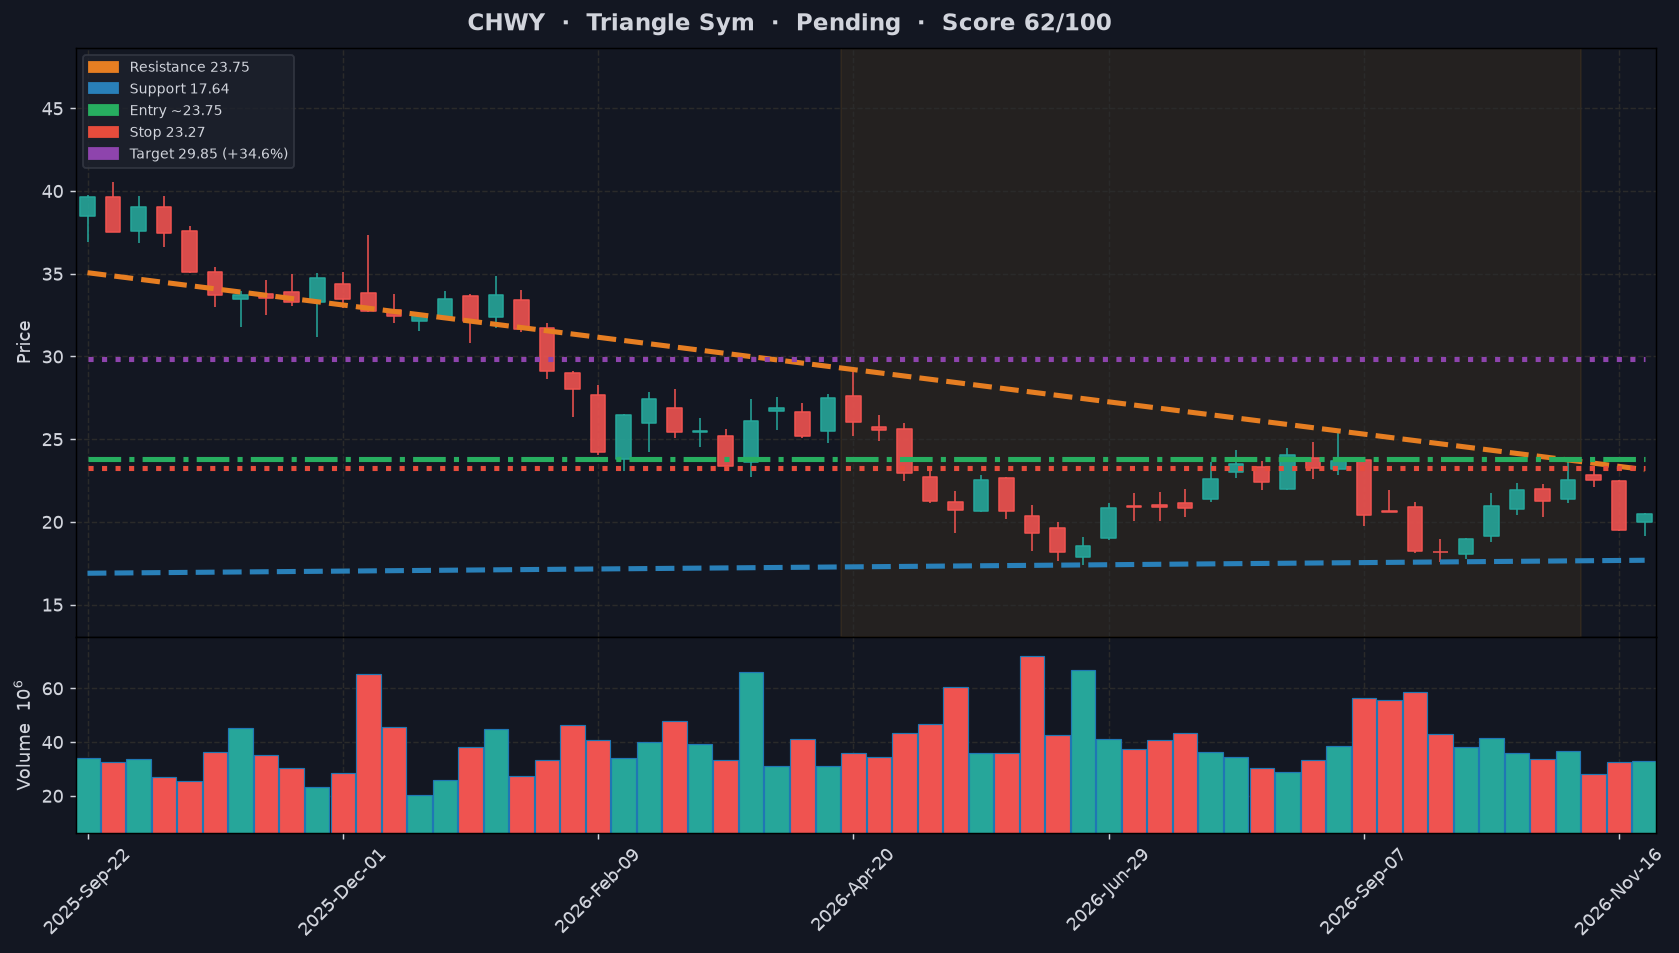 CHWY · Triangle Sym · Pending · Score 62/100
Resistance 23.75
Support 17.64
Entry ~23.75
Stop 23.27
Target 29.85 (+34.6%)
Price
45
40
35
30
25
20
15
Volume 10⁶
60
40
20
2025-Sep-22
2025-Dec-01
2026-Feb-09
2026-Apr-20
2026-Jun-29
2026-Sep-07
2026-Nov-16